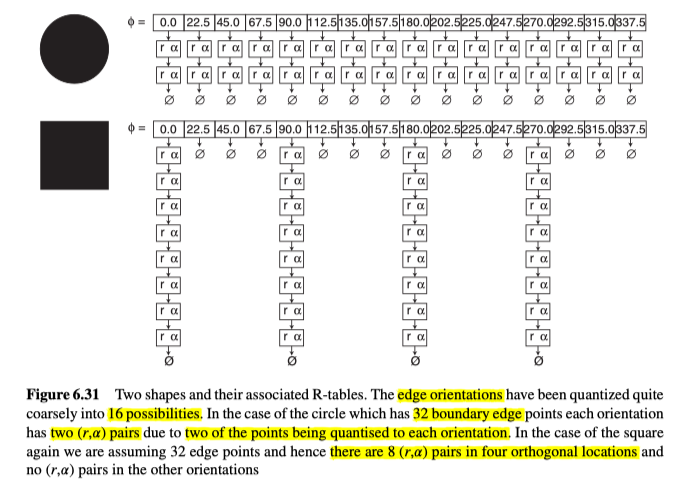 ϕ = 0.0 22.5 45.0 67.5 90.0 112.5 135.0 157.5 180.0 202.5 225.0 247.5 270.0 292.5 315.0 337.5
r α r α r α r α r α r α r α r α r α r α r α r α r α r α r α r α
r α r α r α r α r α r α r α r α r α r α r α r α r α r α r α r α
∅ ∅ ∅ ∅ ∅ ∅ ∅ ∅ ∅ ∅ ∅ ∅ ∅ ∅ ∅ ∅
ϕ = 0.0 22.5 45.0 67.5 90.0 112.5 135.0 157.5 180.0 202.5 225.0 247.5 270.0 292.5 315.0 337.5
r α ∅ ∅ ∅ r α ∅ ∅ ∅ r α ∅ ∅ ∅ r α ∅ ∅ ∅
r α r α r α r α
r α r α r α r α
r α r α r α r α
r α r α r α r α
r α r α r α r α
r α r α r α r α
r α r α r α r α
∅ ∅ ∅ ∅
Figure 6.31 Two shapes and their associated R-tables. The edge orientations have been quantized quite
coarsely into 16 possibilities. In the case of the circle which has 32 boundary edge points each orientation
has two (r,α) pairs due to two of the points being quantised to each orientation. In the case of the square
again we are assuming 32 edge points and hence there are 8 (r,α) pairs in four orthogonal locations and
no (r,α) pairs in the other orientations